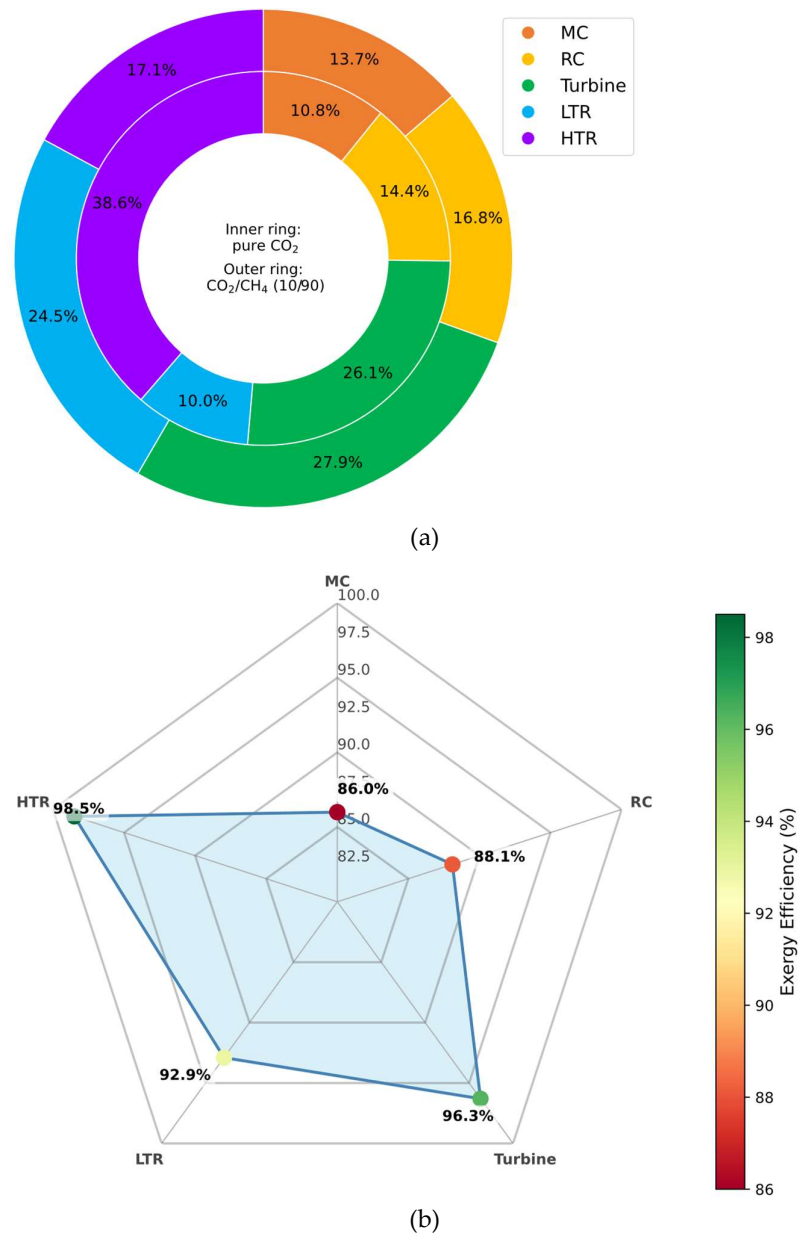 MC
RC
Turbine
LTR
HTR
17.1%
13.7%
10.8%
38.6%
14.4%
16.8%
Inner ring:
pure CO₂
Outer ring:
CO₂/CH₄ (10/90)
24.5%
26.1%
10.0%
27.9%
(a)
MC
100.0
97.5
95.0
92.5
90.0
87.5
86.0%
85.0
82.5
HTR
98.5%
RC
88.1%
92.9%
96.3%
LTR
Turbine
98
96
94
92
90
88
86
Exergy Efficiency (%)
(b)